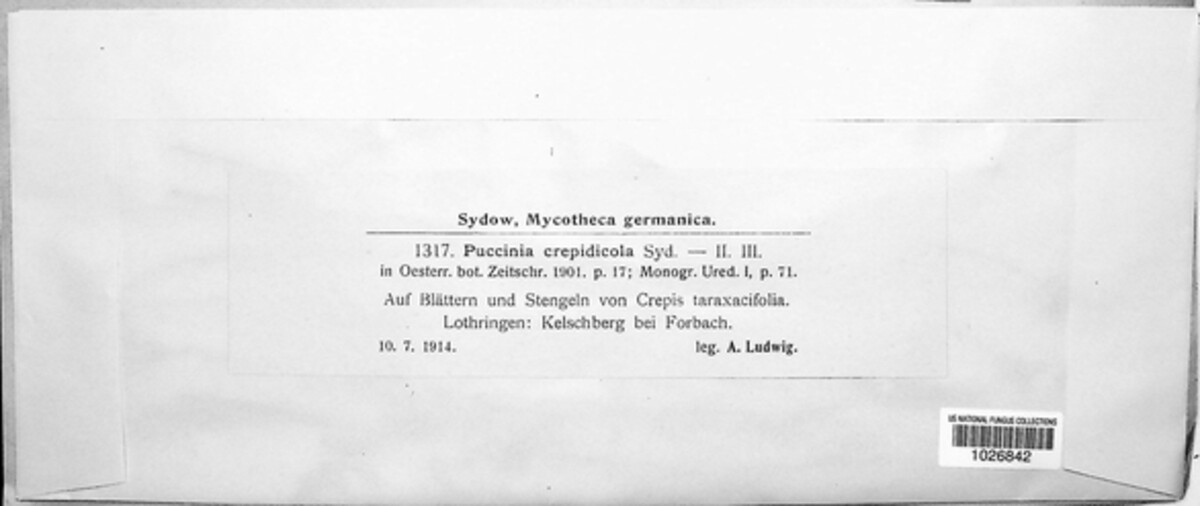 Sydow, Mycotheca germanica.
1317. Puccinia crepidicola Syd. — II. III.
in Oesterr. bot. Zeitschr. 1901. p. 17; Monogr. Ured. I, p. 71.
Auf Blättern und Stengeln von Crepis taraxacifolia.
Lothringen: Kelschberg bei Forbach.
10. 7. 1914. leg. A. Ludwig.
US NATIONAL FUNGUS COLLECTIONS
1026842